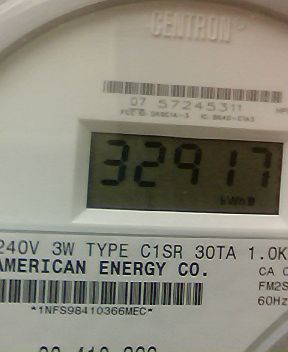 CENTRON®
07 57245311
32917
kWh
240V 3W TYPE C1SR 30TA 1.0K
AMERICAN ENERGY CO.
CA 0
FM2S
60Hz
*1NFS98410366MEC*